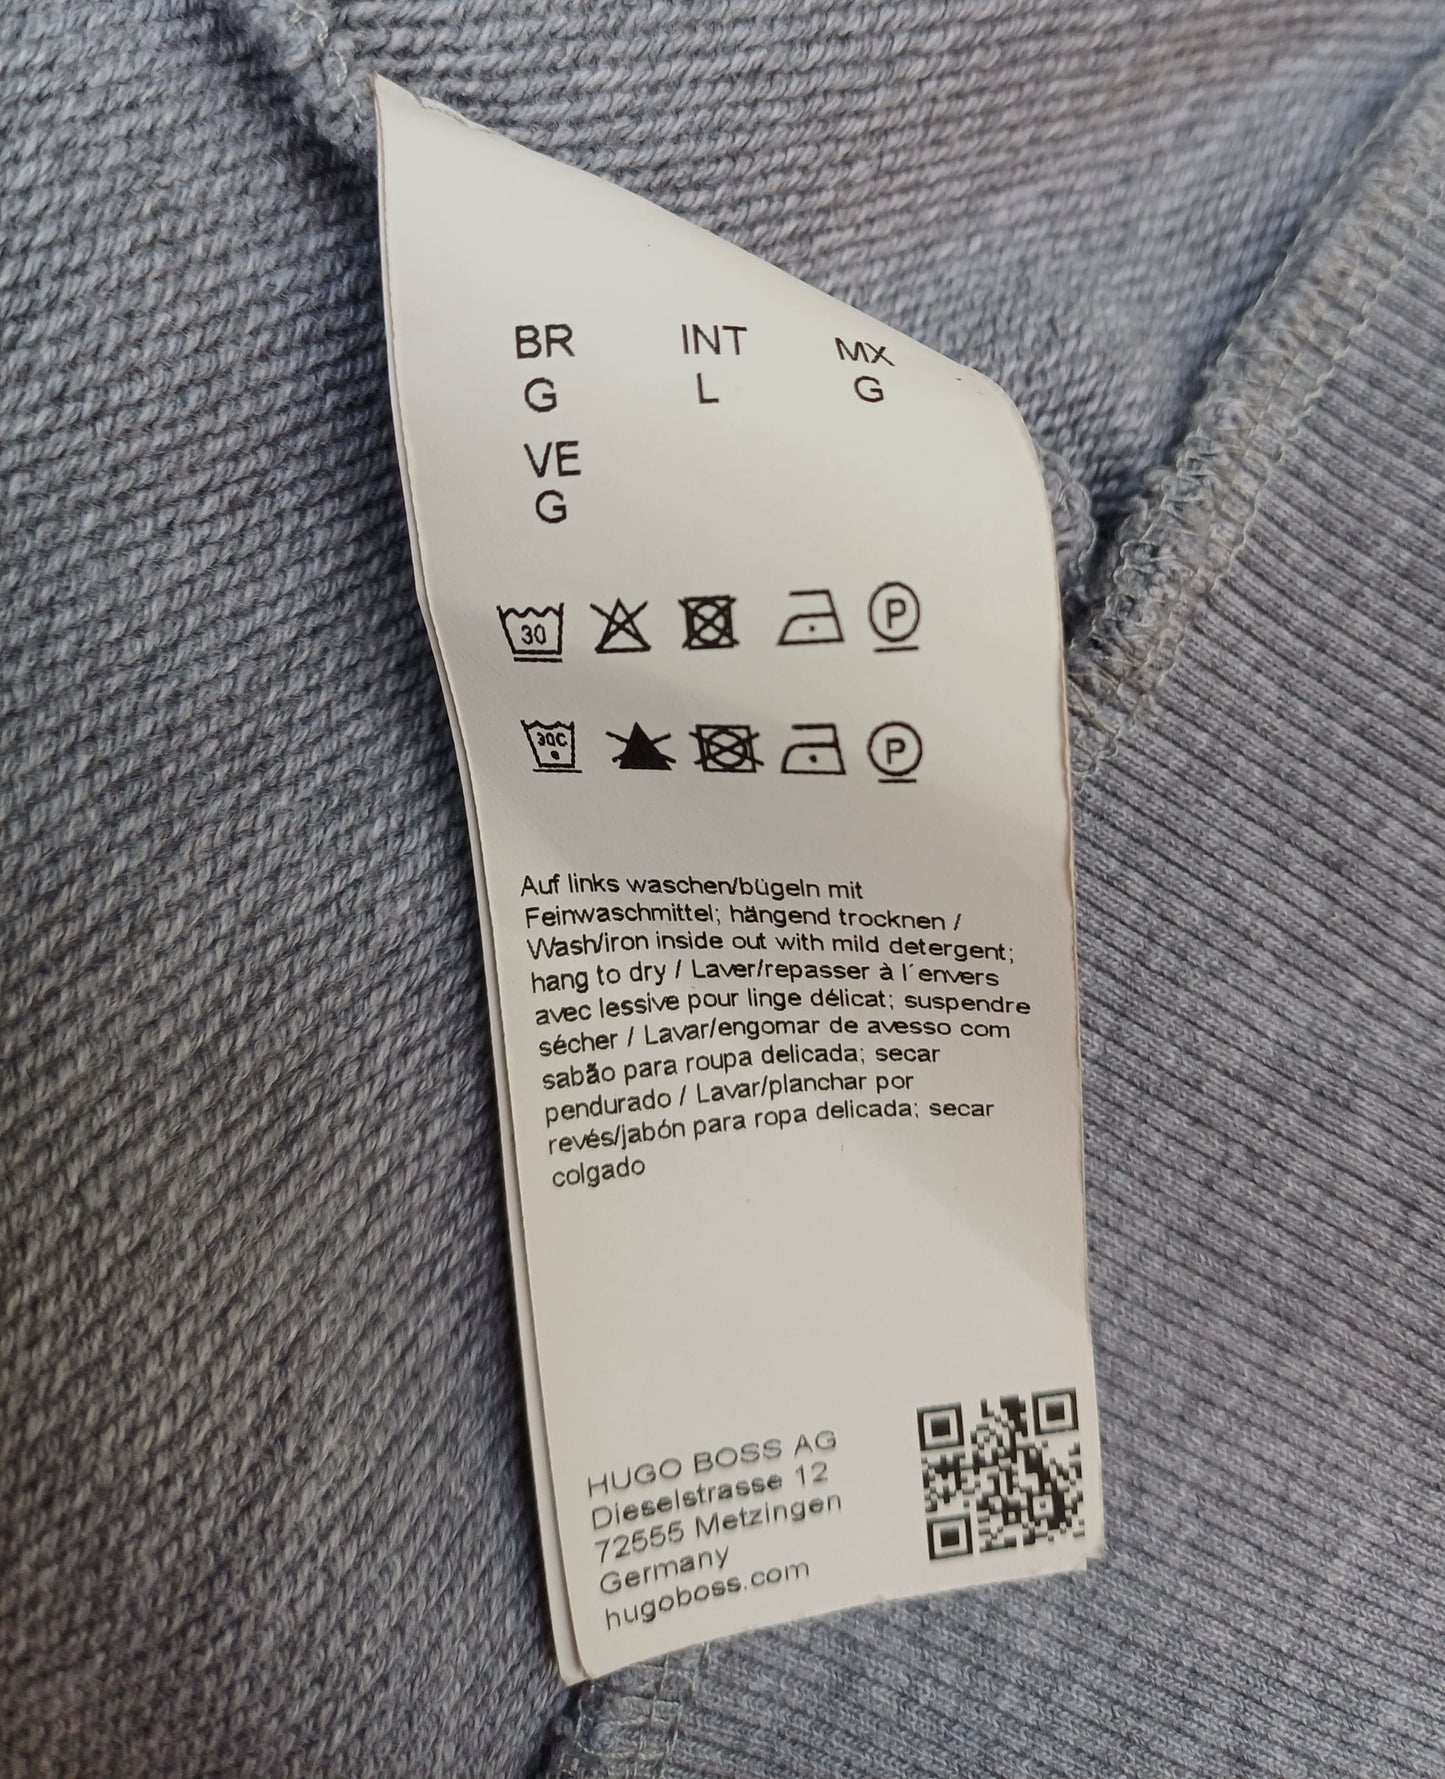 BR INT MX
G L G
VE
G
30 P
30C P
Auf links waschen/bügeln mit
Feinwaschmittel; hängend trocknen /
Wash/iron inside out with mild detergent;
hang to dry / Laver/repasser à l´envers
avec lessive pour linge délicat; suspendre
sécher / Lavar/engomar de avesso com
sabão para roupa delicada; secar
pendurado / Lavar/planchar por
revés/jabón para ropa delicada; secar
colgado
HUGO BOSS AG
Dieselstrasse 12
72555 Metzingen
Germany
hugoboss.com